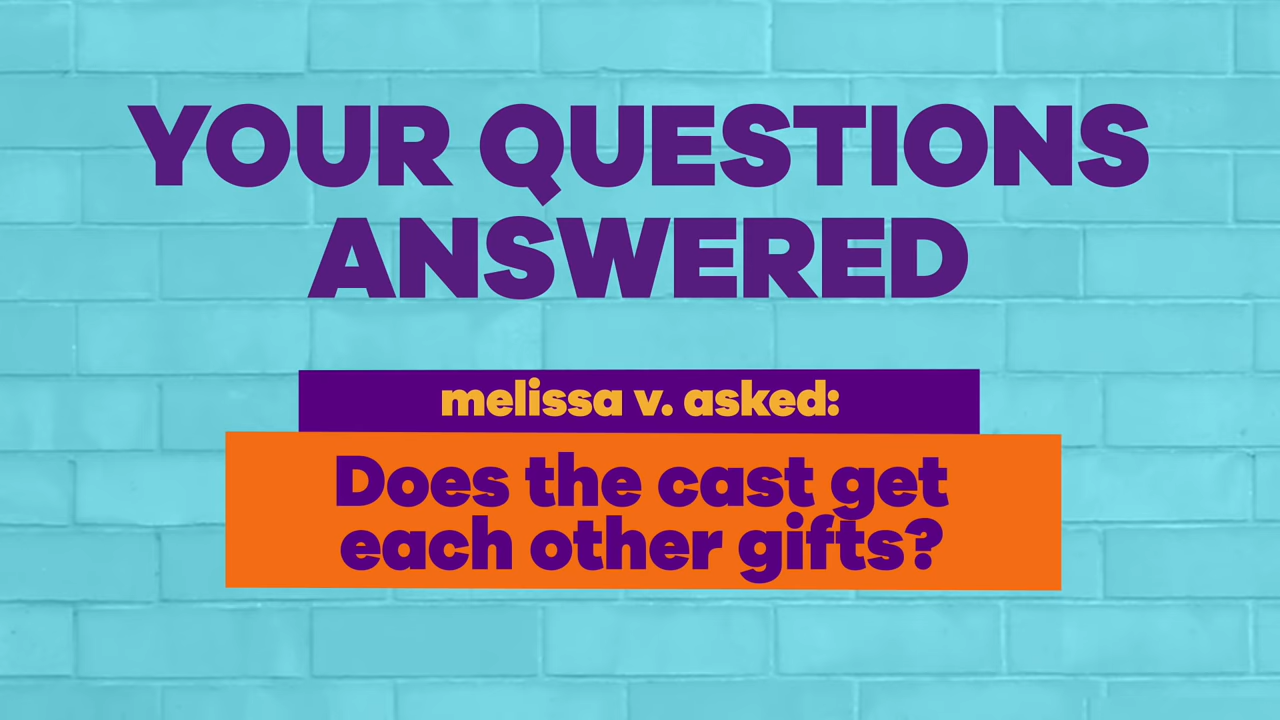 YOUR QUESTIONS
ANSWERED
melissa v. asked:
Does the cast get
each other gifts?